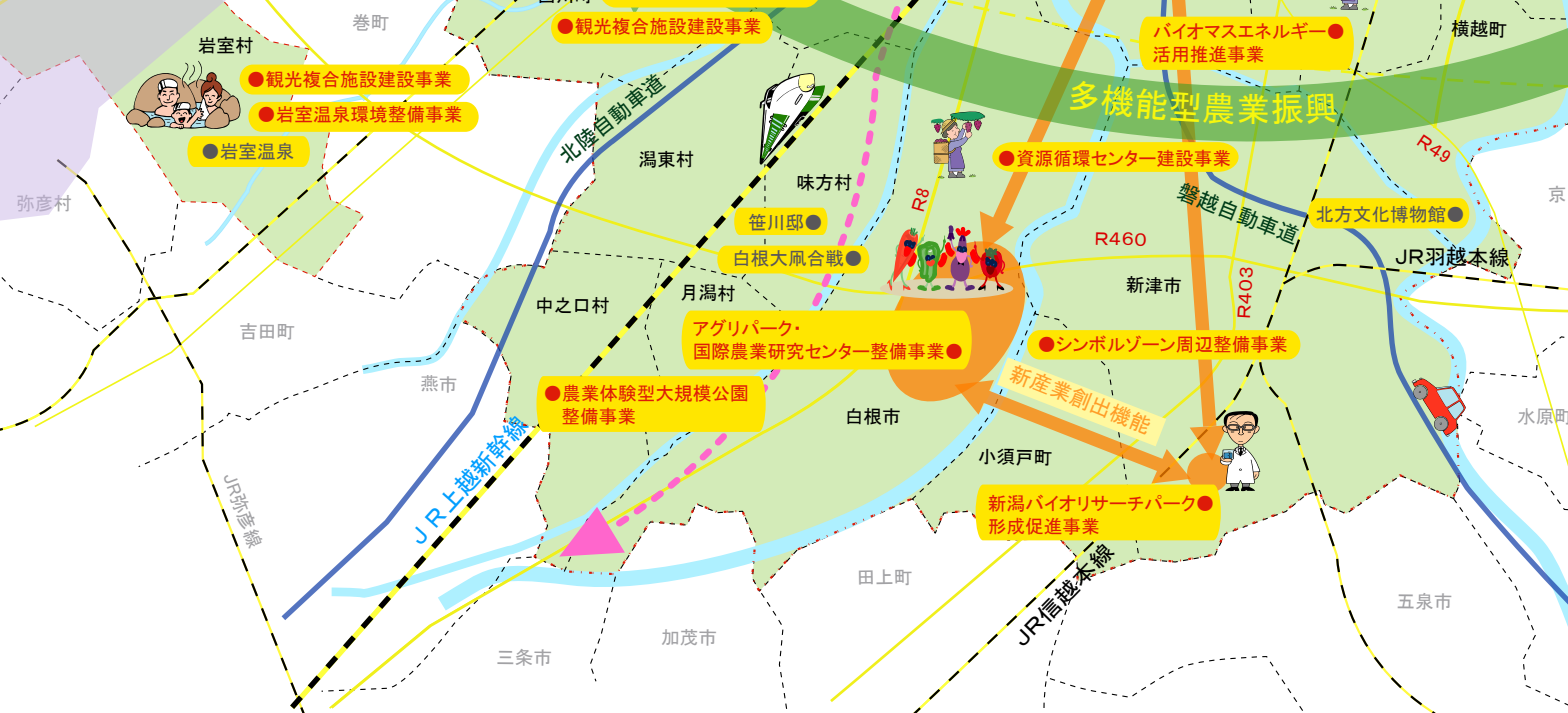 巻町
●観光複合施設建設事業
岩室村
●観光複合施設建設事業
●岩室温泉環境整備事業
●岩室温泉
バイオマスエネルギー●
活用推進事業
横越町
多機能型農業振興
北陸自動車道
潟東村
味方村
●資源循環センター建設事業
R8
R49
弥彦村
笹川邸●
白根大凧合戦●
磐越自動車道
北方文化博物館●
R460
JR羽越本線
新津市
R403
中之口村
月潟村
吉田町
アグリパーク・
国際農業研究センター整備事業●
●シンボルゾーン周辺整備事業
燕市
●農業体験型大規模公園
整備事業
新産業創出機能
白根市
水原町
JR上越新幹線
小須戸町
JR弥彦線
新潟バイオリサーチパーク●
形成促進事業
田上町
JR信越本線
五泉市
加茂市
三条市